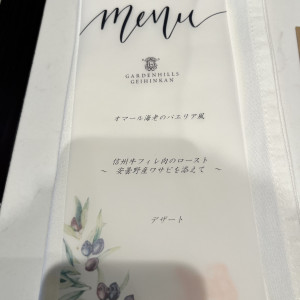 menu
GARDENHILLS
GEIHINKAN
オマール海老のパエリア風
信州牛フィレ肉のロースト
～ 安曇野産ワサビを添えて ～
デザート